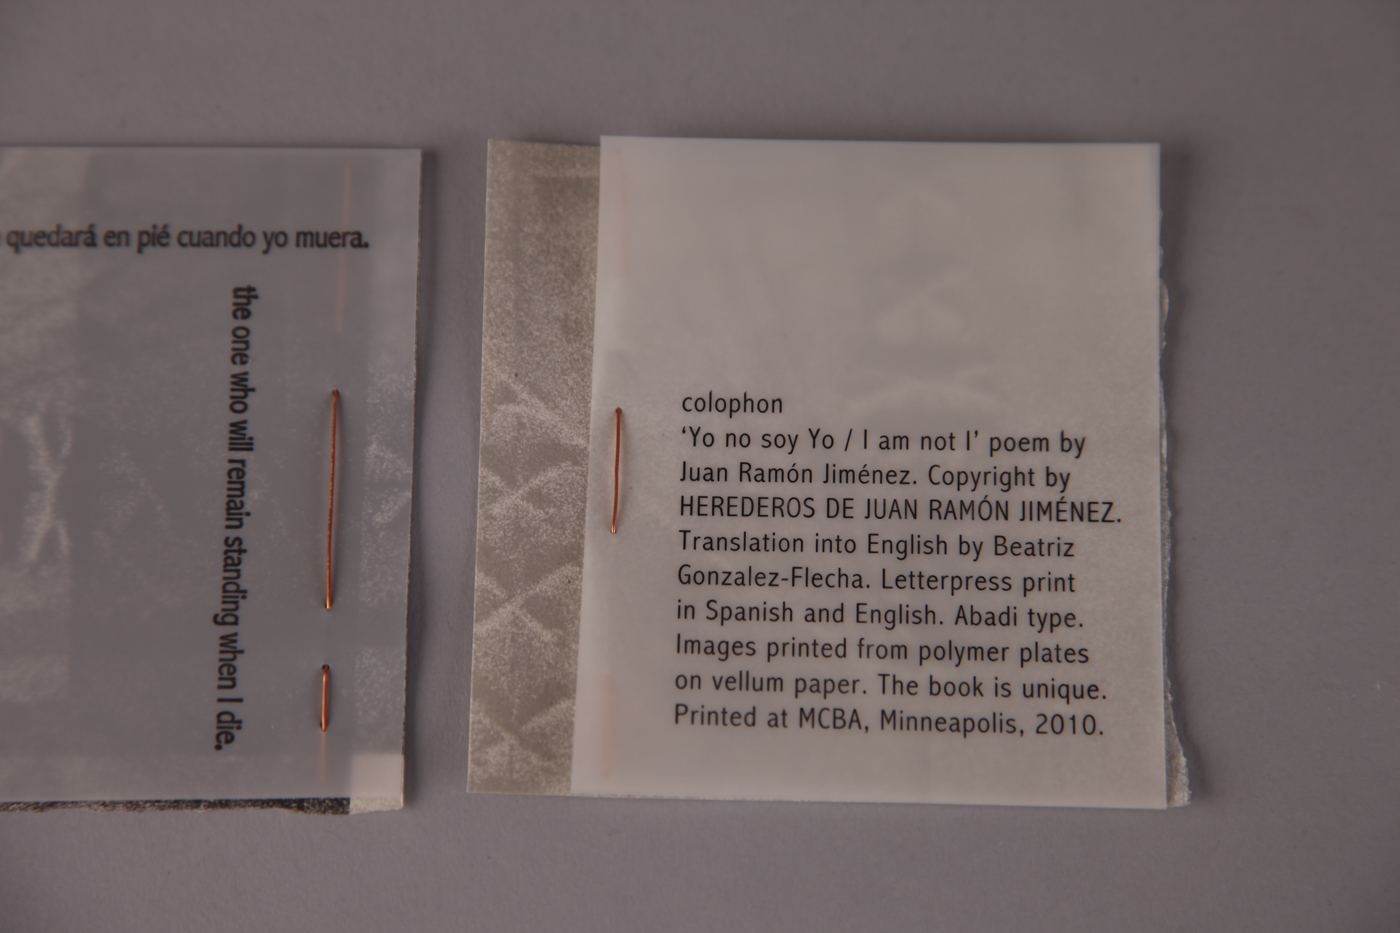 quedará en pié cuando yo muera.
the one who will remain standing when I die.
colophon
‘Yo no soy Yo / I am not I’ poem by
Juan Ramón Jiménez. Copyright by
HEREDEROS DE JUAN RAMÓN JIMÉNEZ.
Translation into English by Beatriz
Gonzalez-Flecha. Letterpress print
in Spanish and English. Abadi type.
Images printed from polymer plates
on vellum paper. The book is unique.
Printed at MCBA, Minneapolis, 2010.